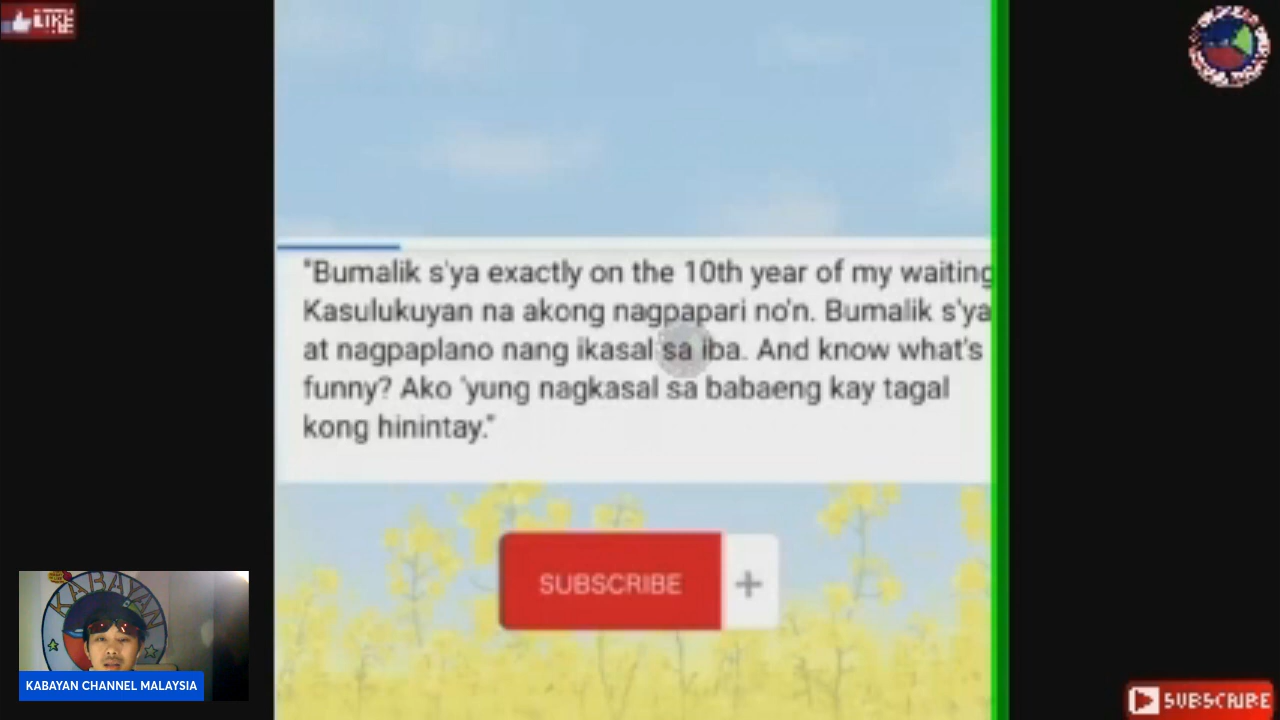 LIKE
"Bumalik s'ya exactly on the 10th year of my waiting
Kasulukuyan na akong nagpapari no'n. Bumalik s'ya
at nagpaplano nang ikasal sa iba. And know what's
funny? Ako 'yung nagkasal sa babaeng kay tagal
kong hinintay."
SUBSCRIBE +
KABAYAN
KABAYAN CHANNEL MALAYSIA
SUBSCRIBE